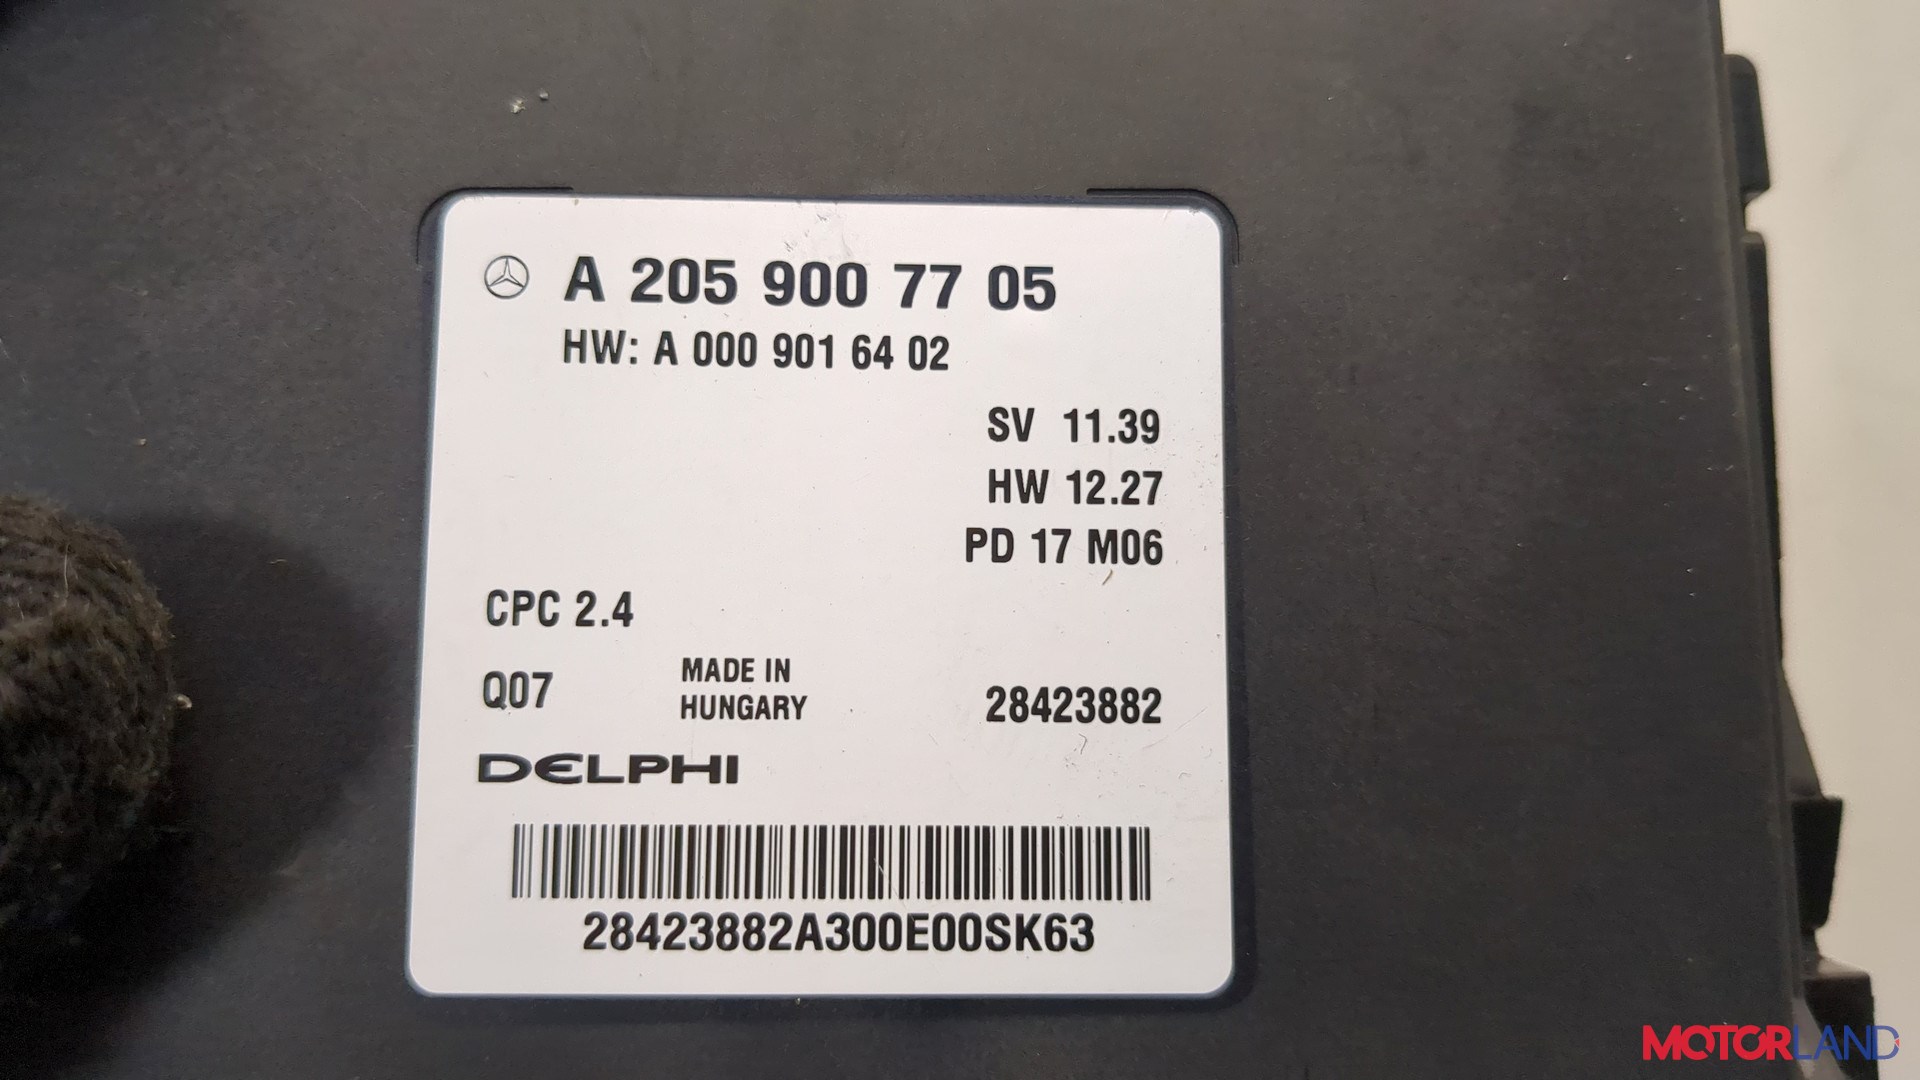 A 205 900 77 05
HW: A 000 901 64 02
SV 11.39
HW 12.27
PD 17 M06
CPC 2.4
Q07
MADE IN
HUNGARY
28423882
DELPHI
28423882A300E00SK63
MOTORLAND